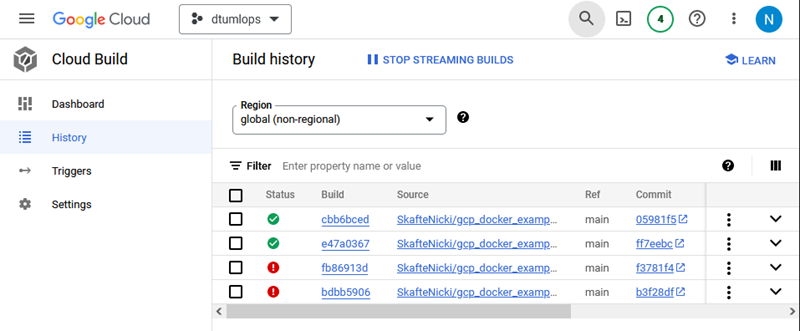 Google Cloud dtumlops 4 N
Cloud Build Build history STOP STREAMING BUILDS LEARN
Dashboard
History
Triggers
Settings
Region
global (non-regional)
Filter Enter property name or value
Status Build Source Ref Commit
cbb6bced SkafteNicki/gcp_docker_examp... main 05981f5
e47a0367 SkafteNicki/gcp_docker_examp... main ff7eebc
fb86913d SkafteNicki/gcp_docker_examp... main f3781f4
bdbb5906 SkafteNicki/gcp_docker_examp... main b3f28df